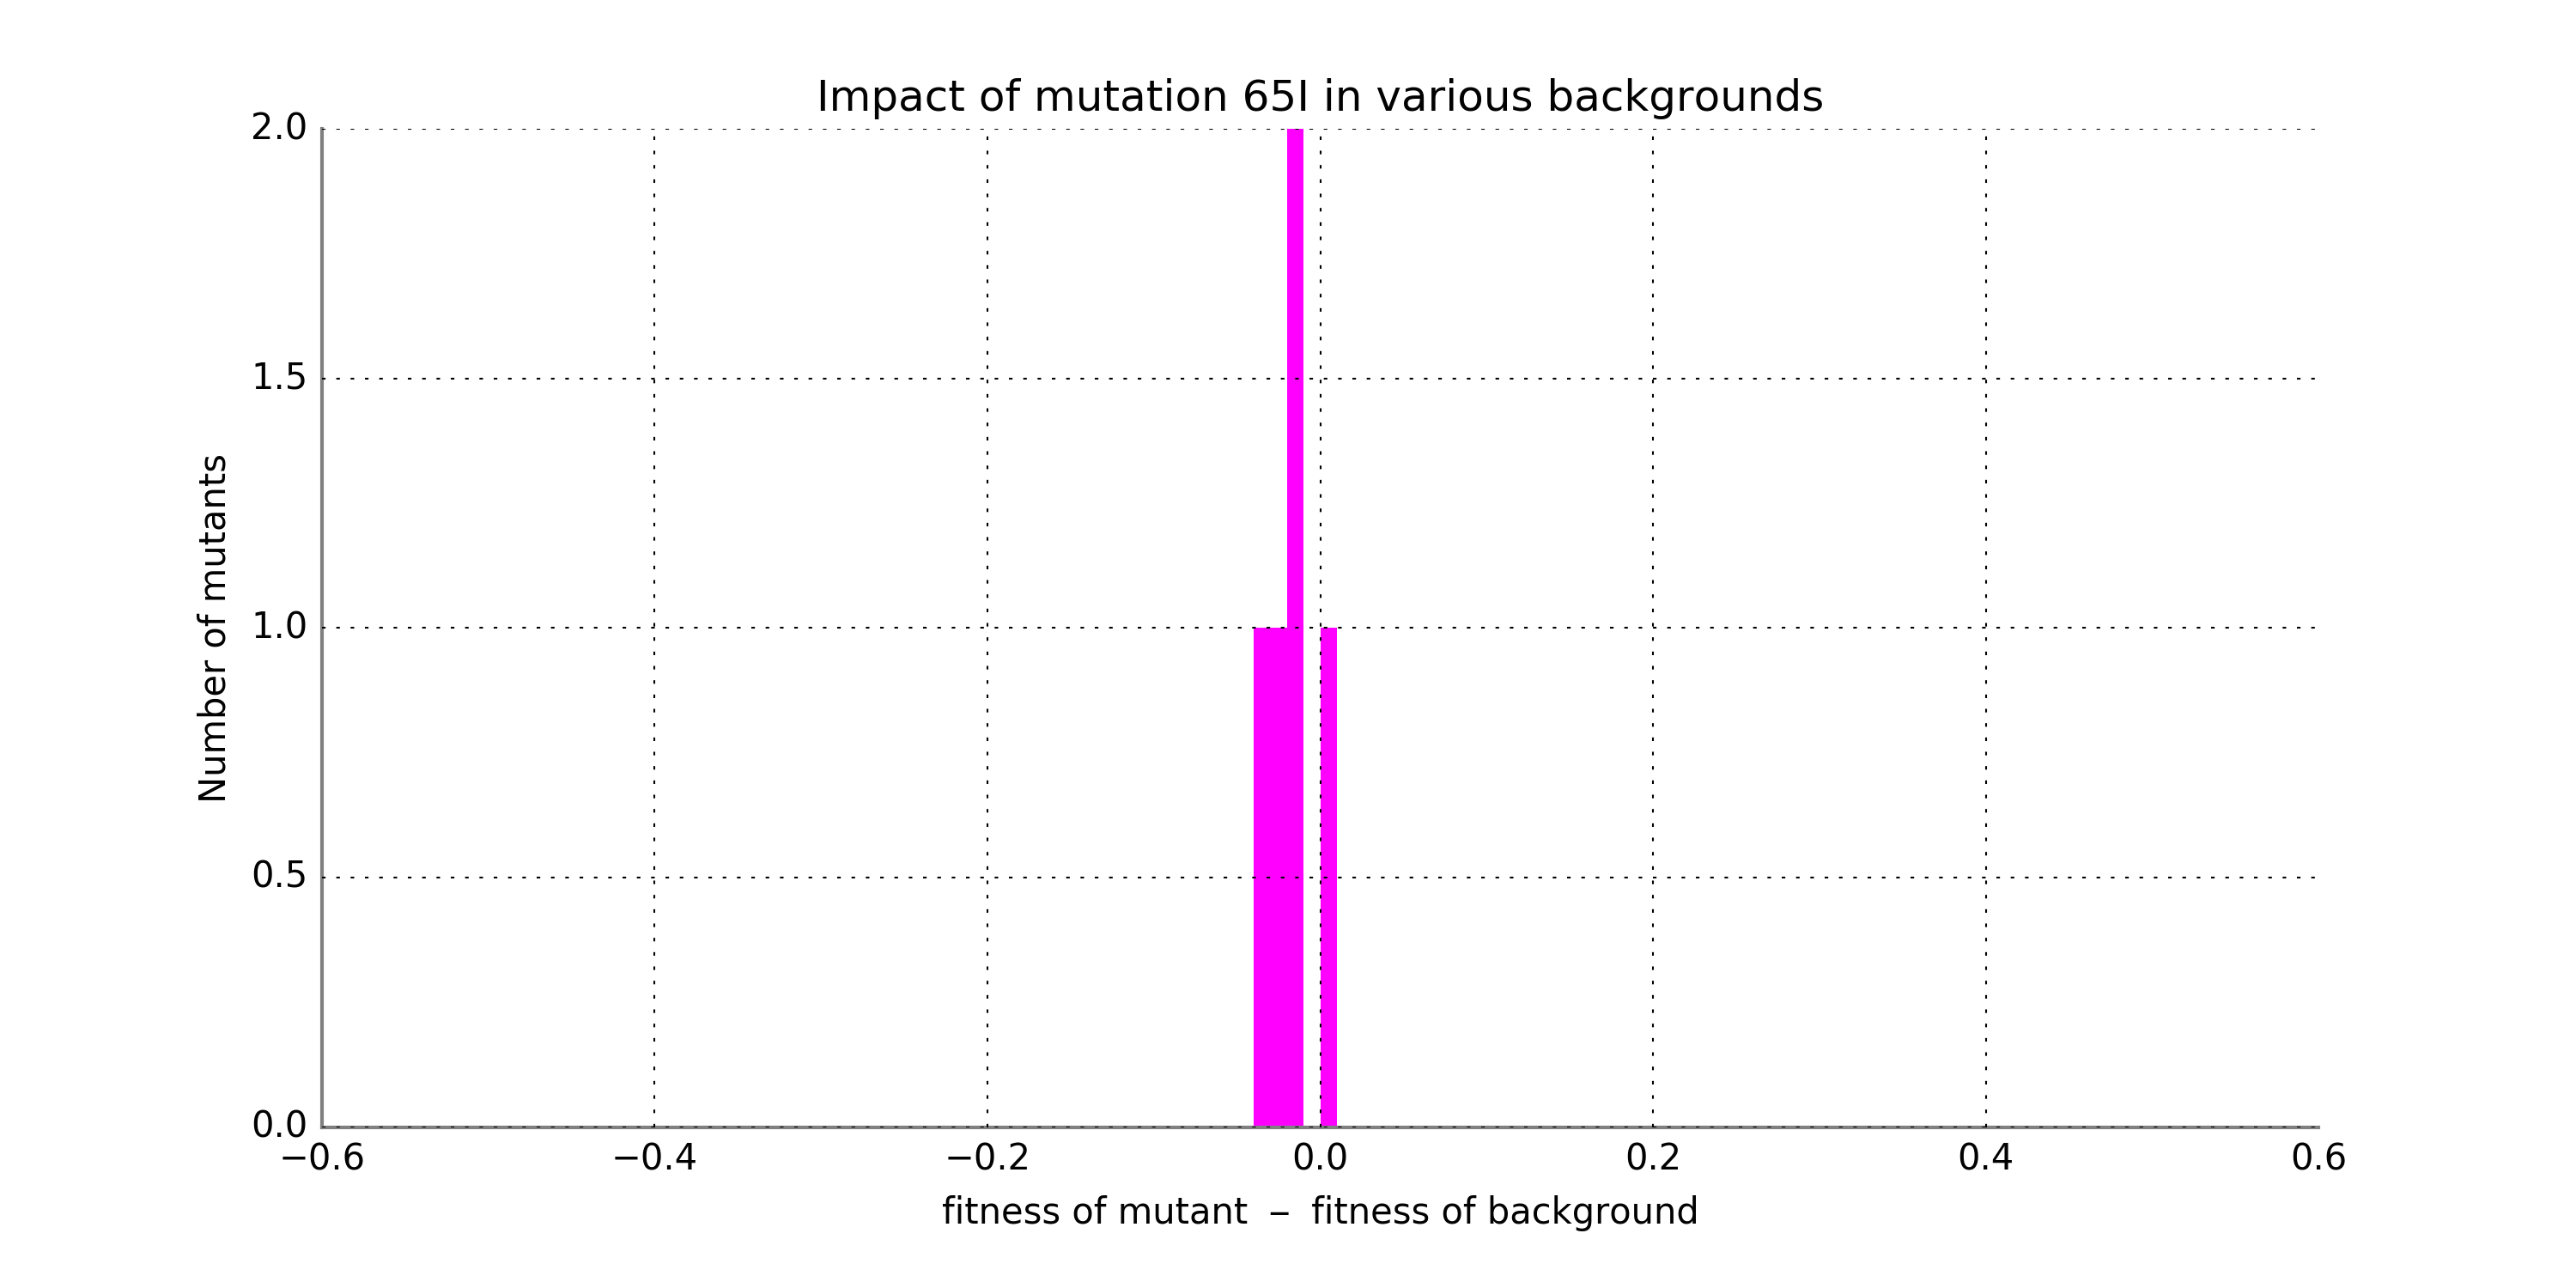 Impact of mutation 65I in various backgrounds
2.0
1.5
1.0
0.5
0.0
Number of mutants
−0.6 −0.4 −0.2 0.0 0.2 0.4 0.6
fitness of mutant − fitness of background